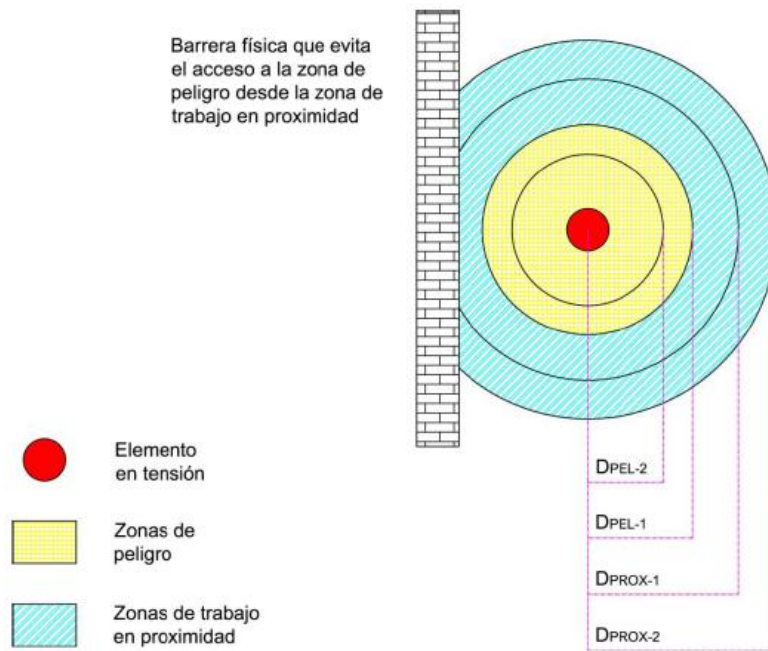 Barrera física que evita
el acceso a la zona de
peligro desde la zona de
trabajo en proximidad
Elemento
en tensión
Zonas de
peligro
Zonas de trabajo
en proximidad
DPEL-2
DPEL-1
DPROX-1
DPROX-2